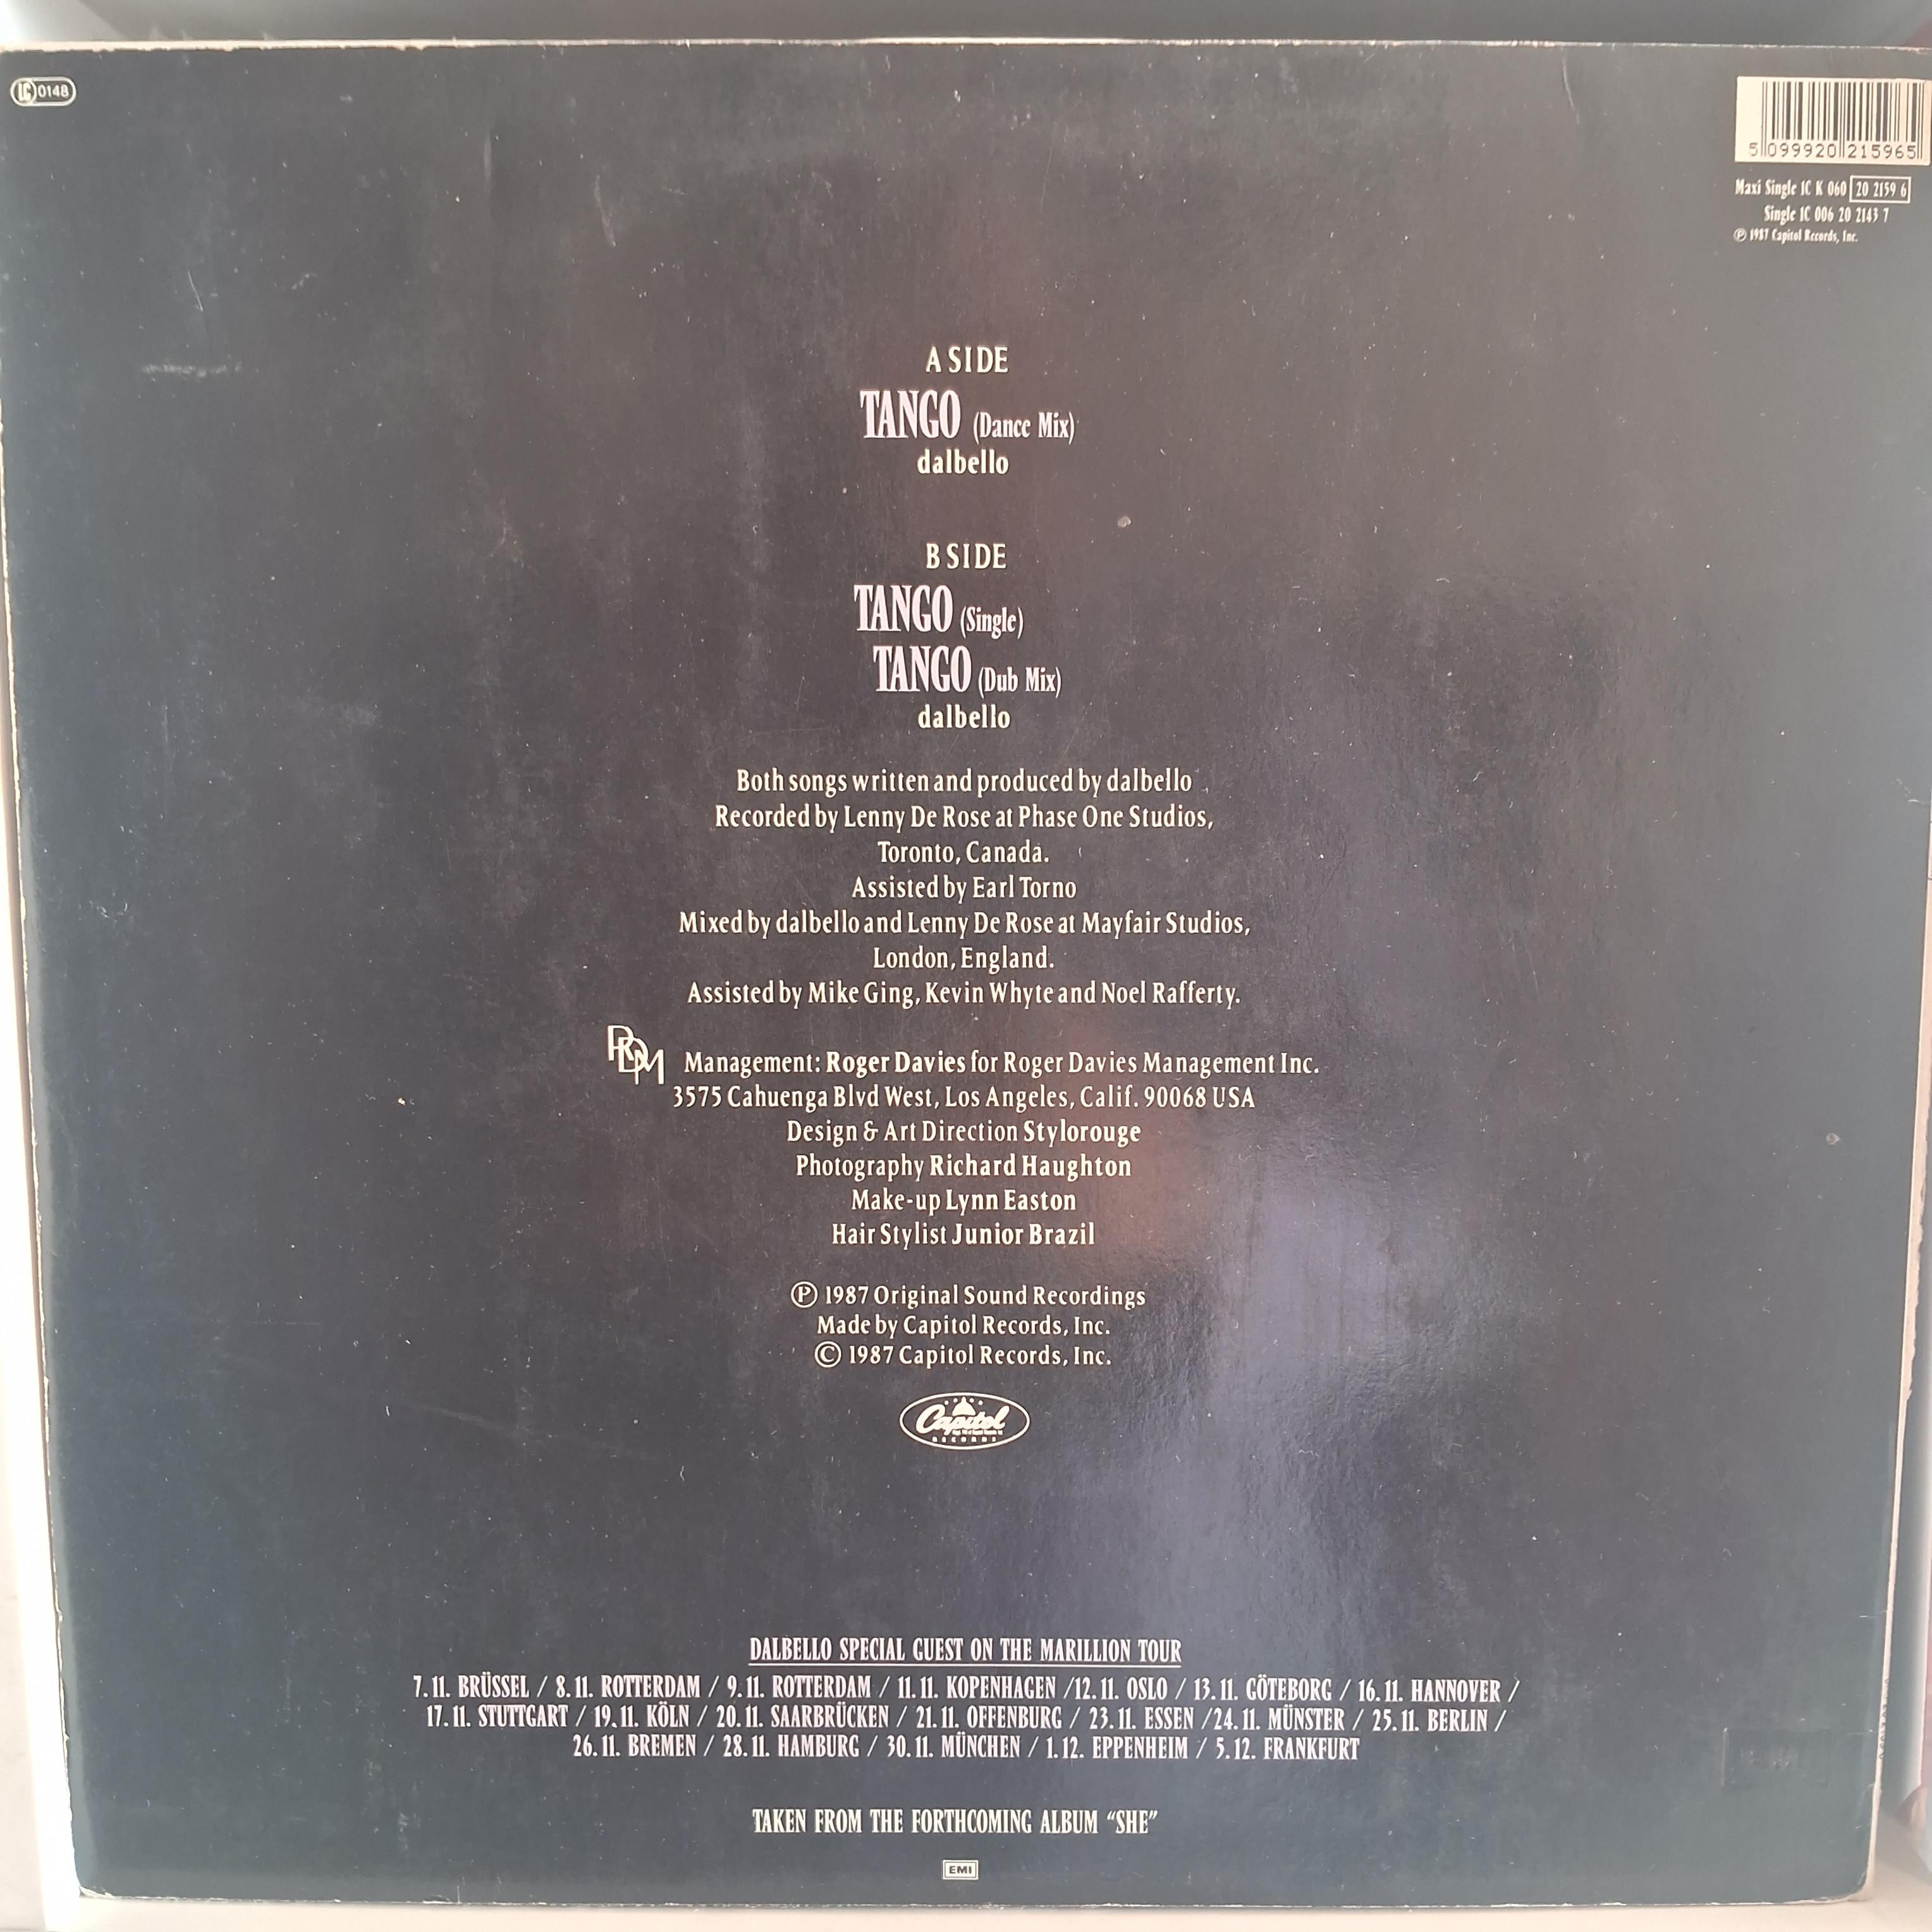 LC 0148
5 099920 215965
Maxi Single 1C K 060 20 2159 6
Single 1C 006 20 2143 7
℗ 1987 Capitol Records, Inc.
A SIDE
TANGO (Dance Mix)
dalbello
B SIDE
TANGO (Single)
TANGO (Dub Mix)
dalbello
Both songs written and produced by dalbello
Recorded by Lenny De Rose at Phase One Studios,
Toronto, Canada.
Assisted by Earl Torno
Mixed by dalbello and Lenny De Rose at Mayfair Studios,
London, England.
Assisted by Mike Ging, Kevin Whyte and Noel Rafferty.
RDM Management: Roger Davies for Roger Davies Management Inc.
3575 Cahuenga Blvd West, Los Angeles, Calif. 90068 USA
Design & Art Direction Stylorouge
Photography Richard Haughton
Make-up Lynn Easton
Hair Stylist Junior Brazil
℗ 1987 Original Sound Recordings
Made by Capitol Records, Inc.
© 1987 Capitol Records, Inc.
Capitol
RECORDS
DALBELLO SPECIAL GUEST ON THE MARILLION TOUR
7.11. BRÜSSEL / 8.11. ROTTERDAM / 9.11. ROTTERDAM / 11.11. KOPENHAGEN /12.11. OSLO / 13.11. GÖTEBORG / 16.11. HANNOVER /
17.11. STUTTGART / 19.11. KÖLN / 20.11. SAARBRÜCKEN / 21.11. OFFENBURG / 23.11. ESSEN /24.11. MÜNSTER / 25.11. BERLIN /
26.11. BREMEN / 28.11. HAMBURG / 30.11. MÜNCHEN / 1.12. EPPENHEIM / 5.12. FRANKFURT
TAKEN FROM THE FORTHCOMING ALBUM “SHE”
EMI